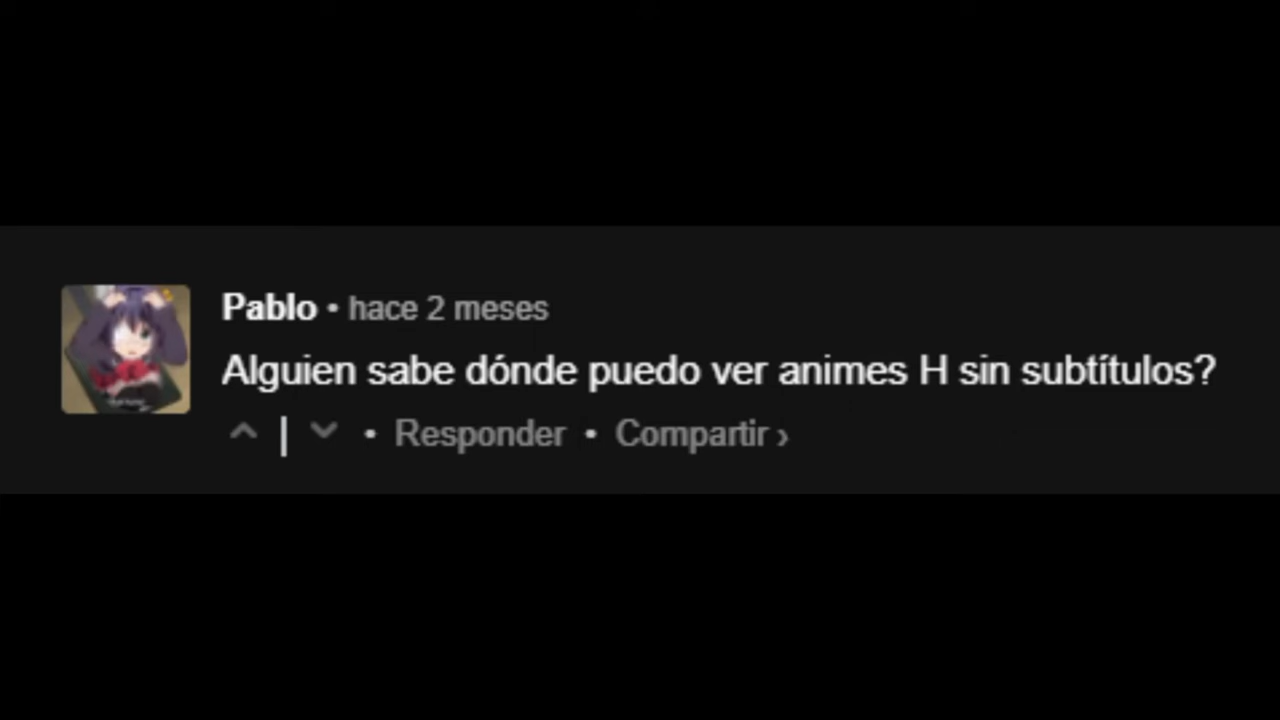 Pablo • hace 2 meses
Alguien sabe dónde puedo ver animes H sin subtítulos?
• Responder • Compartir ›